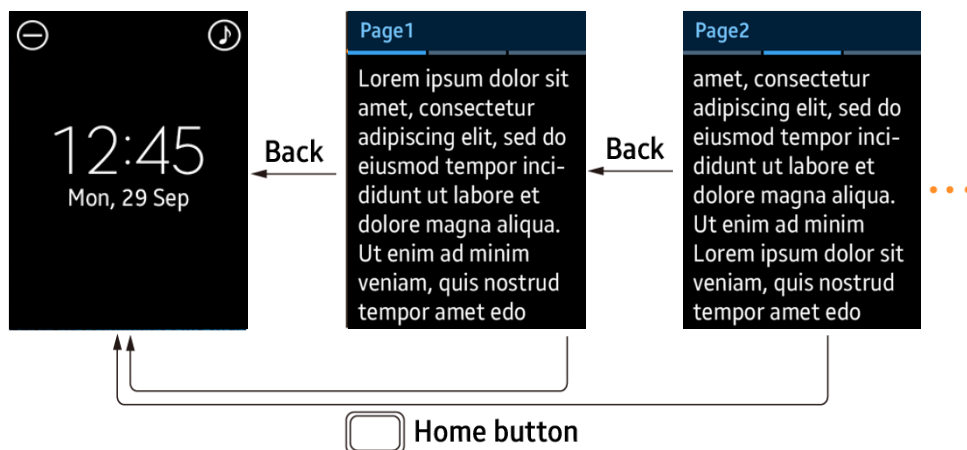 12:45
Mon, 29 Sep
Back
Page1
Lorem ipsum dolor sit
amet, consectetur
adipiscing elit, sed do
eiusmod tempor inci-
didunt ut labore et
dolore magna aliqua.
Ut enim ad minim
veniam, quis nostrud
tempor amet edo
Back
Page2
amet, consectetur
adipiscing elit, sed do
eiusmod tempor inci-
didunt ut labore et
dolore magna aliqua.
Ut enim ad minim
Lorem ipsum dolor sit
veniam, quis nostrud
tempor amet edo
Home button